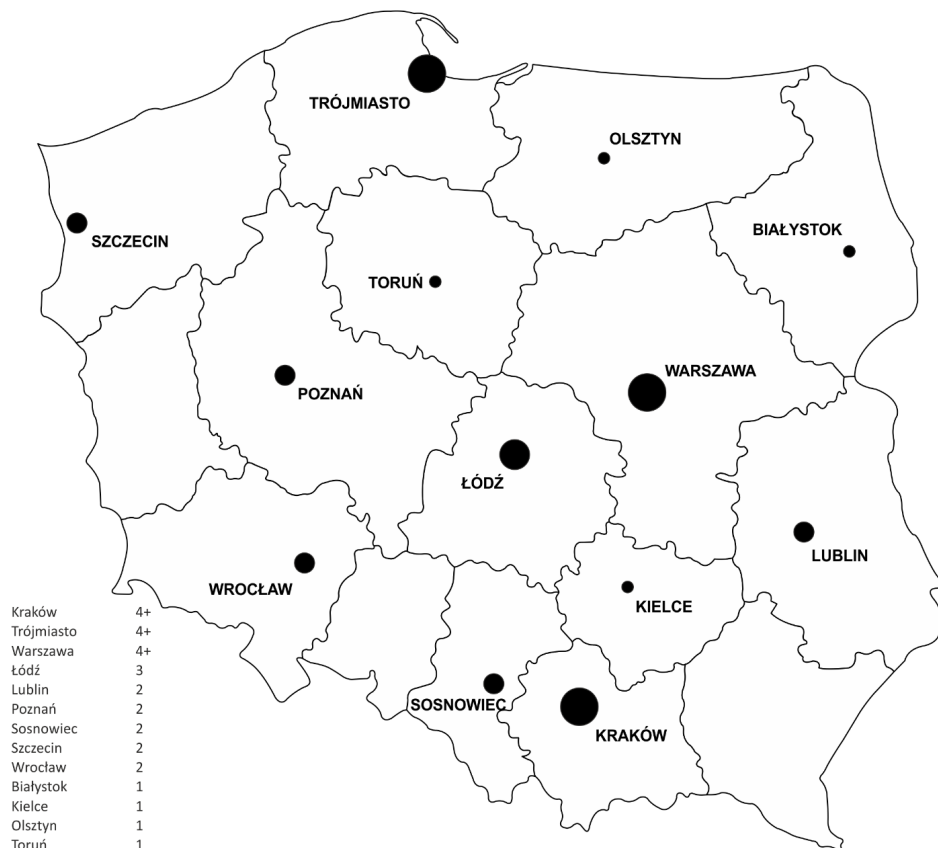 TRÓJMIASTO
OLSZTYN
BIAŁYSTOK
SZCZECIN
TORUŃ
WARSZAWA
POZNAŃ
ŁÓDŹ
LUBLIN
WROCŁAW
KIELCE
SOSNOWIEC
KRAKÓW
Kraków 4+
Trójmiasto 4+
Warszawa 4+
Łódź 3
Lublin 2
Poznań 2
Sosnowiec 2
Szczecin 2
Wrocław 2
Białystok 1
Kielce 1
Olsztyn 1
Toruń 1